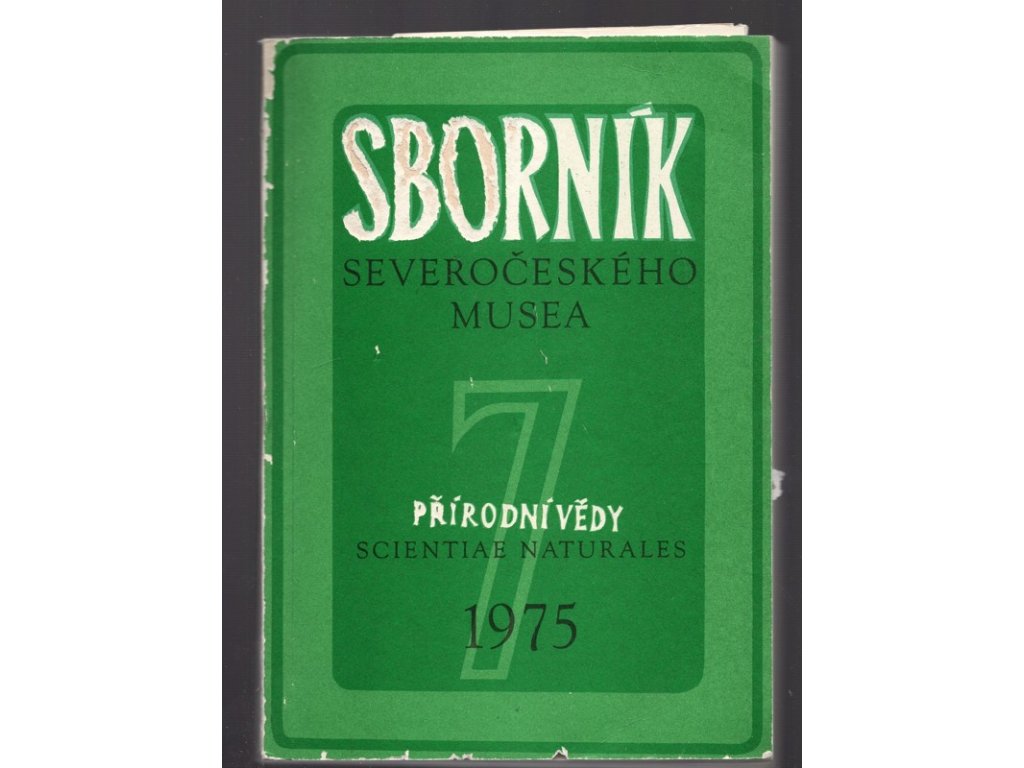 SBORNÍK
SEVEROČESKÉHO
MUSEA
7
PŘÍRODNÍ VĚDY
SCIENTIAE NATURALES
1975